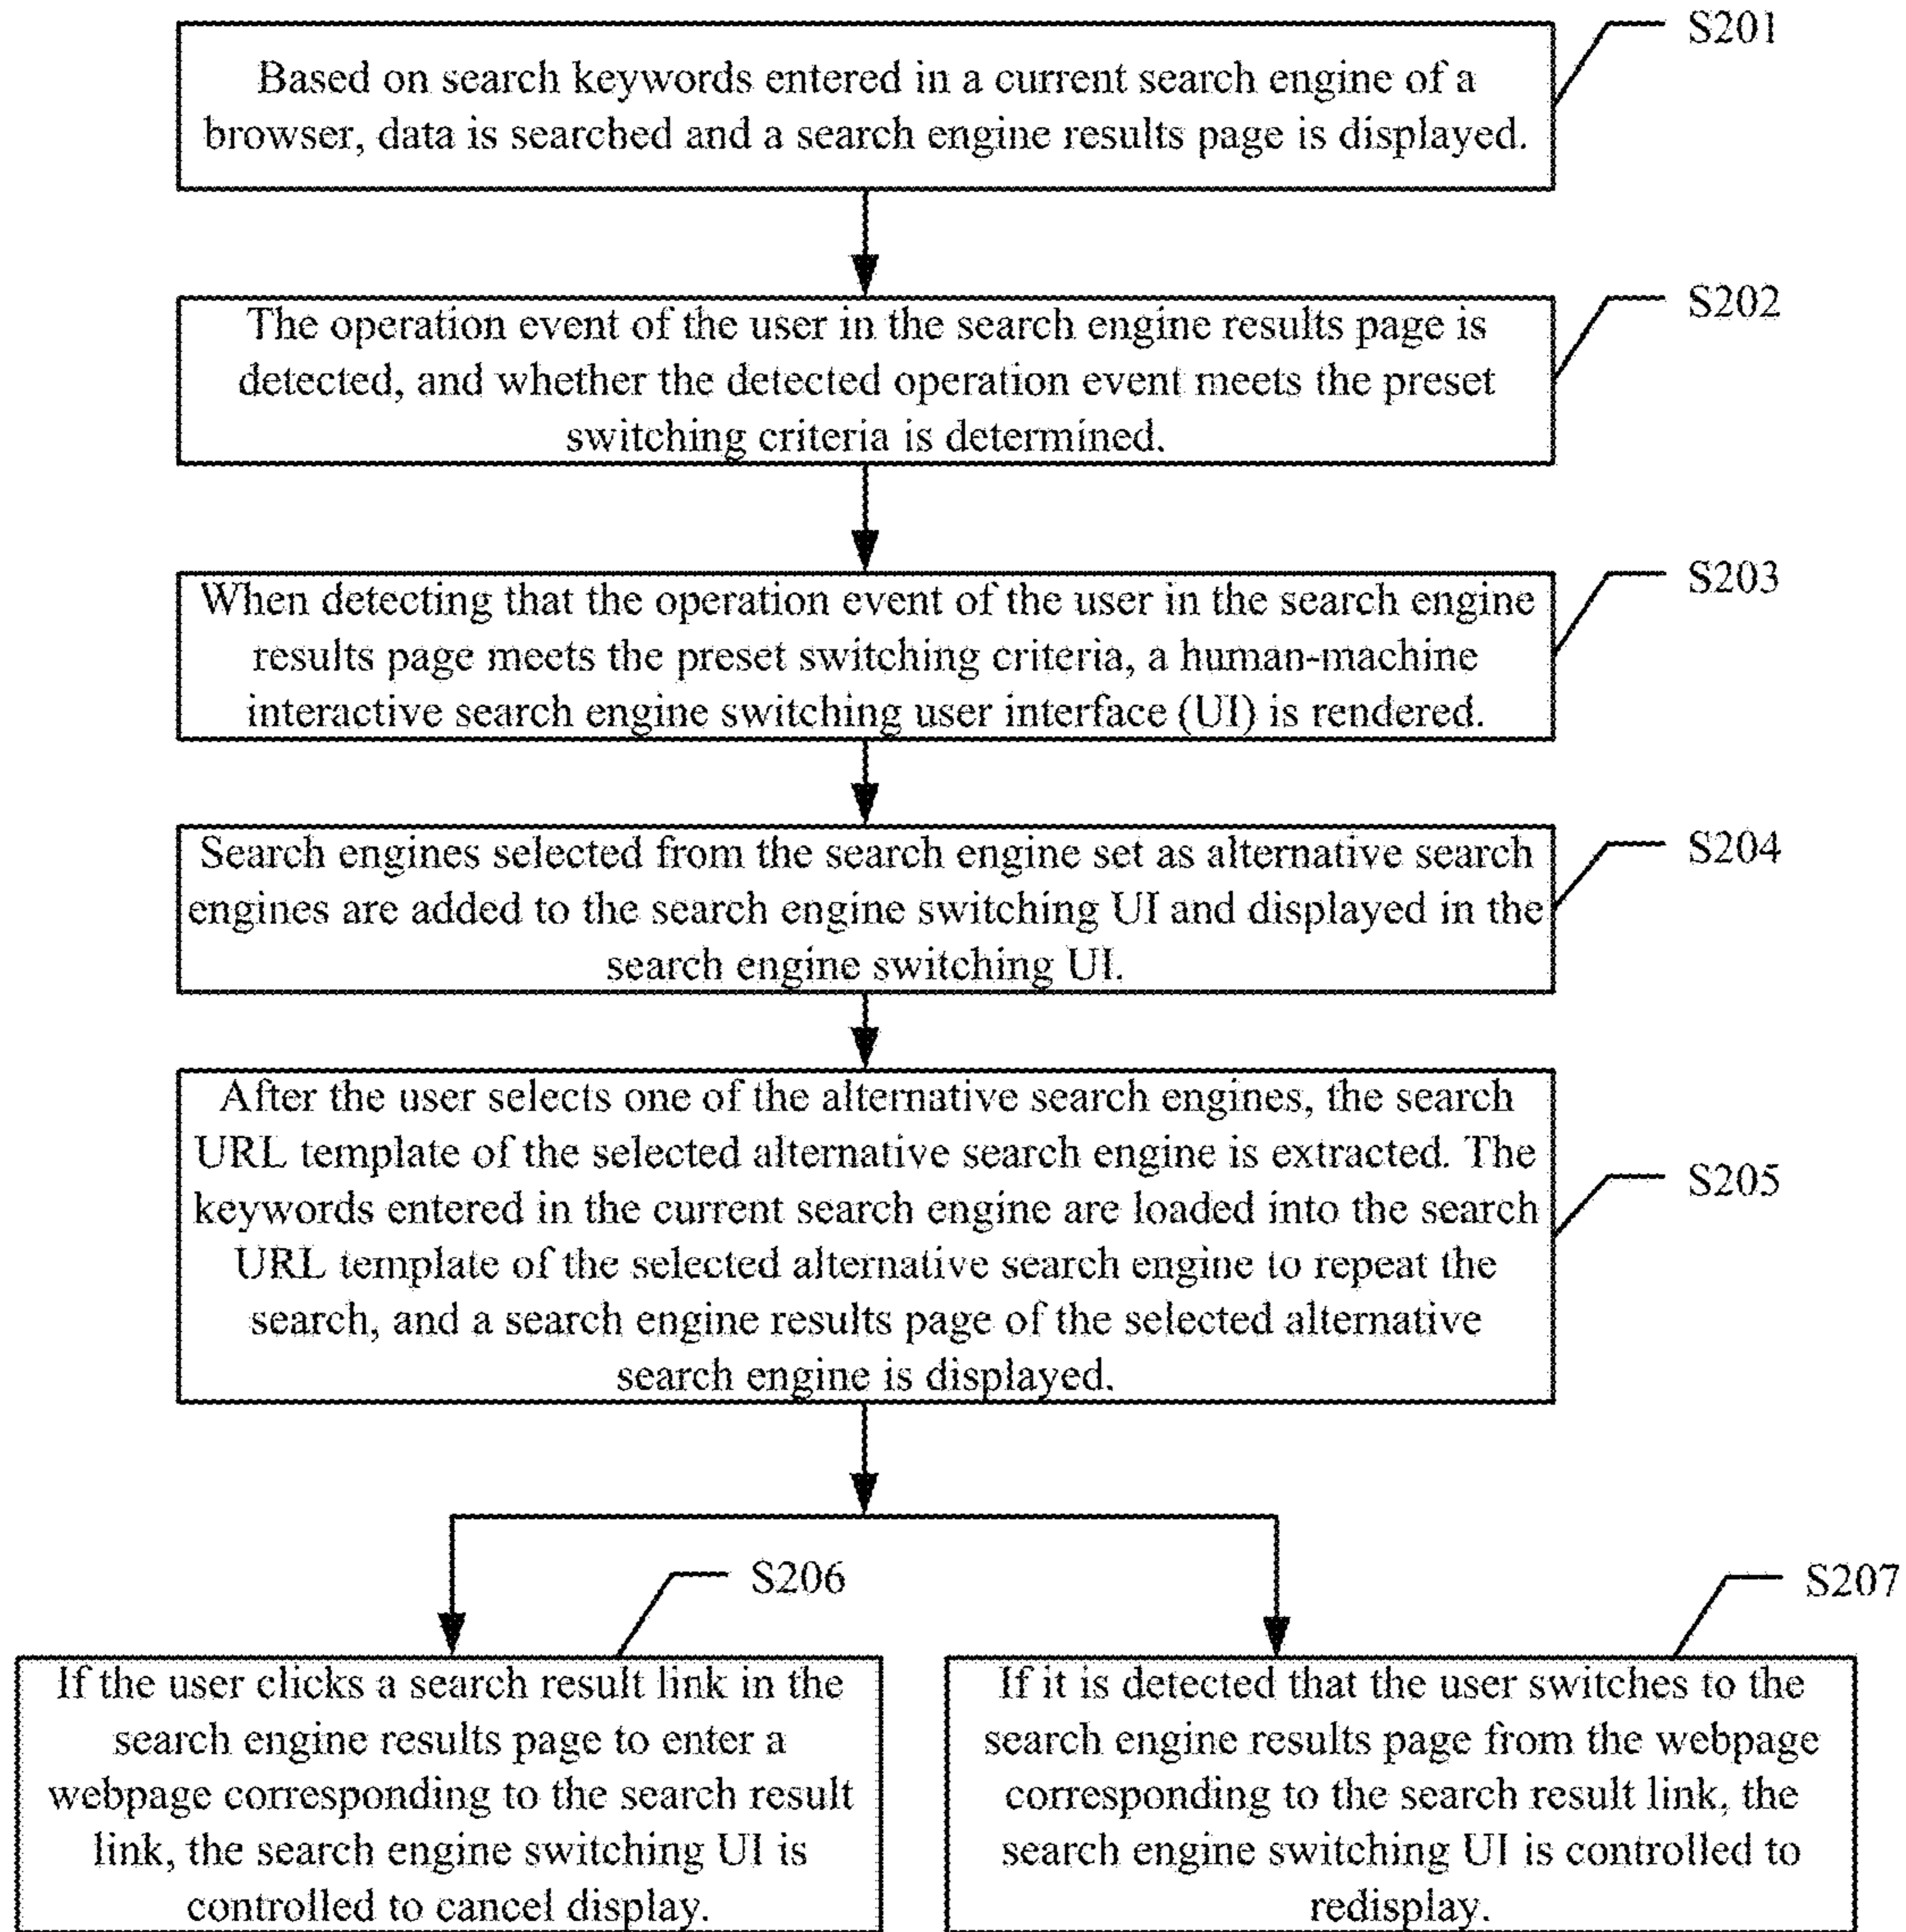 S201
Based on search keywords entered in a current search engine of a
browser, data is searched and a search engine results page is displayed.
S202
The operation event of the user in the search engine results page is
detected, and whether the detected operation event meets the preset
switching criteria is determined.
S203
When detecting that the operation event of the user in the search engine
results page meets the preset switching criteria, a human-machine
interactive search engine switching user interface (UI) is rendered.
S204
Search engines selected from the search engine set as alternative search
engines are added to the search engine switching UI and displayed in the
search engine switching UI.
S205
After the user selects one of the alternative search engines, the search
URL template of the selected alternative search engine is extracted. The
keywords entered in the current search engine are loaded into the search
URL template of the selected alternative search engine to repeat the
search, and a search engine results page of the selected alternative
search engine is displayed.
S206
If the user clicks a search result link in the
search engine results page to enter a
webpage corresponding to the search result
link, the search engine switching UI is
controlled to cancel display.
S207
If it is detected that the user switches to the
search engine results page from the webpage
corresponding to the search result link, the
search engine switching UI is controlled to
redisplay.